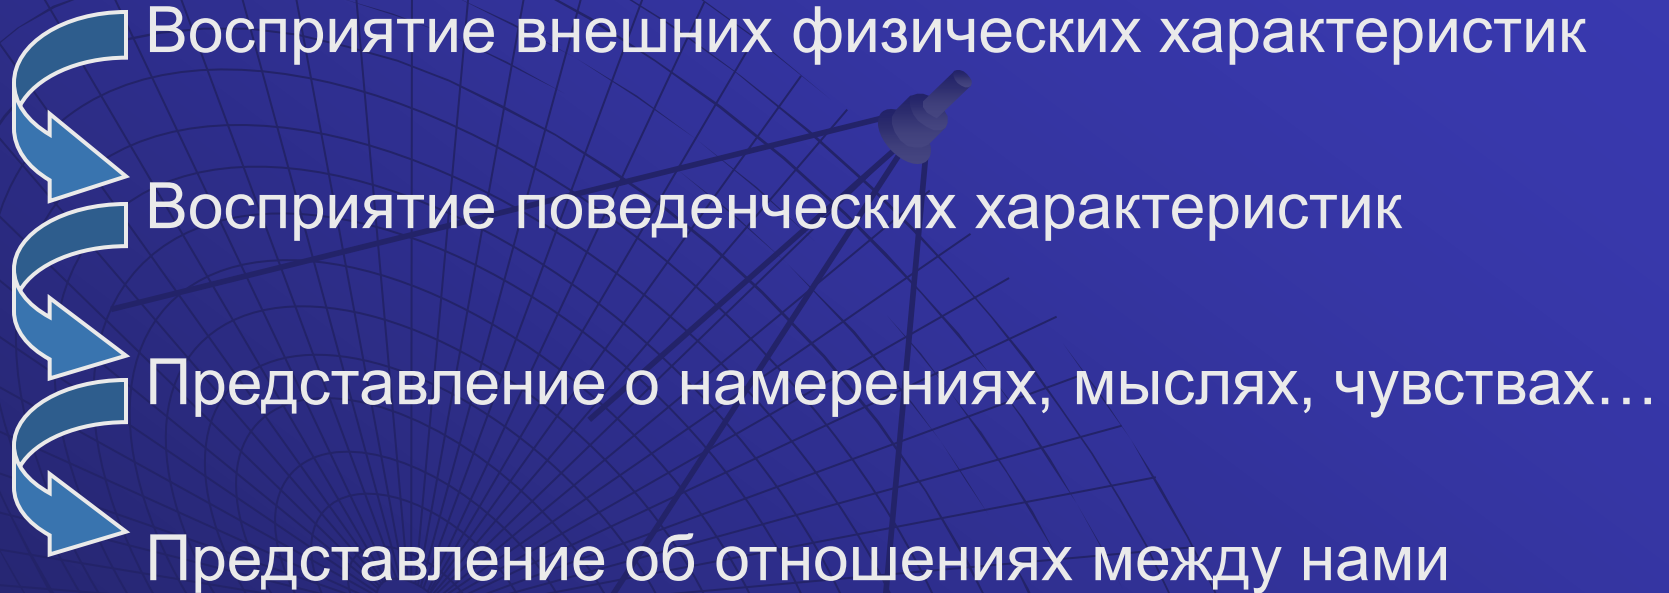 Восприятие внешних физических характеристик
Восприятие поведенческих характеристик
Представление о намерениях, мыслях, чувствах…
Представление об отношениях между нами